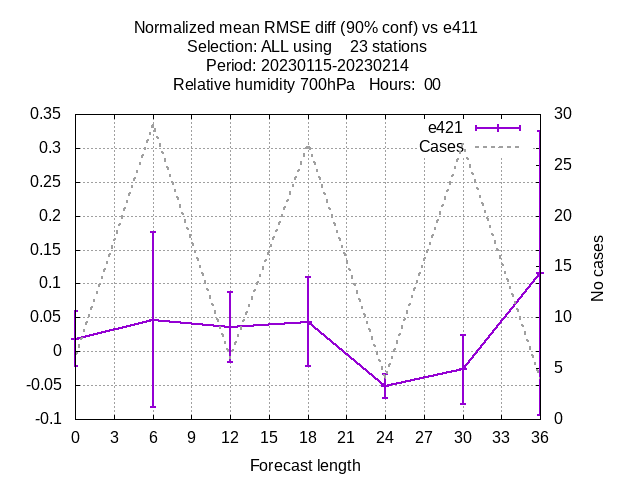 Normalized mean RMSE diff (90% conf) vs e411
Selection: ALL using    23 stations
Period: 20230115-20230214
Relative humidity 700hPa   Hours:  00
e421
Cases
0.35
0.3
0.25
0.2
0.15
0.1
0.05
0
-0.05
-0.1
30
25
20
15
10
5
0
No cases
0 3 6 9 12 15 18 21 24 27 30 33 36
Forecast length